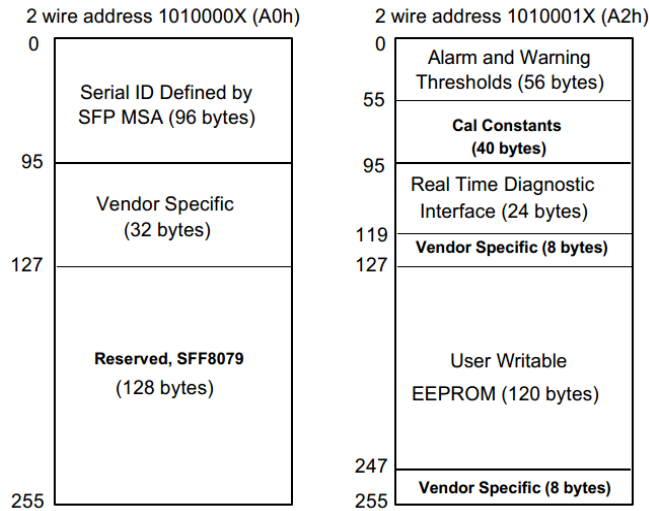 2 wire address 1010000X (A0h)
0
Serial ID Defined by
SFP MSA (96 bytes)
95
Vendor Specific
(32 bytes)
127
Reserved, SFF8079
(128 bytes)
255
2 wire address 1010001X (A2h)
0
Alarm and Warning
Thresholds (56 bytes)
55
Cal Constants
(40 bytes)
95
Real Time Diagnostic
Interface (24 bytes)
119
Vendor Specific (8 bytes)
127
User Writable
EEPROM (120 bytes)
247
Vendor Specific (8 bytes)
255